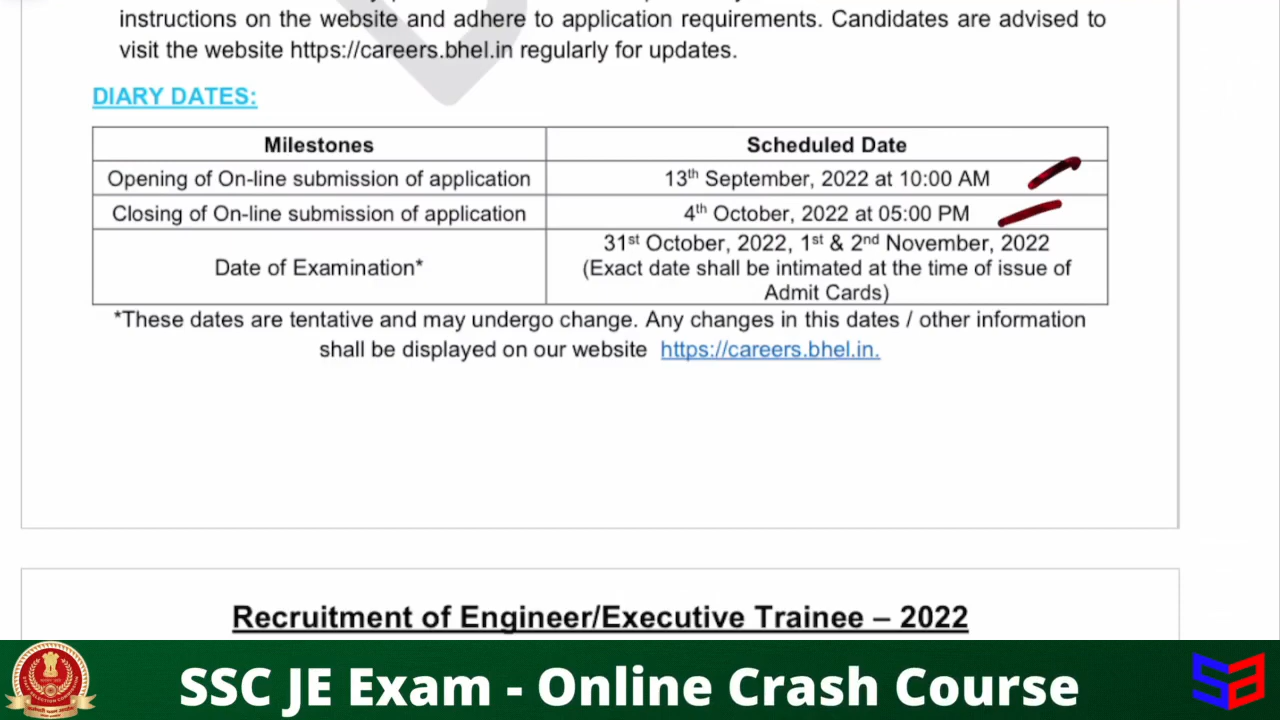 instructions on the website and adhere to application requirements. Candidates are advised to
visit the website https://careers.bhel.in regularly for updates.
DIARY DATES:
Milestones Scheduled Date
Opening of On-line submission of application 13th September, 2022 at 10:00 AM
Closing of On-line submission of application 4th October, 2022 at 05:00 PM
Date of Examination* 31st October, 2022, 1st & 2nd November, 2022
(Exact date shall be intimated at the time of issue of
Admit Cards)
*These dates are tentative and may undergo change. Any changes in this dates / other information
shall be displayed on our website https://careers.bhel.in.
Recruitment of Engineer/Executive Trainee – 2022
SSC JE Exam - Online Crash Course